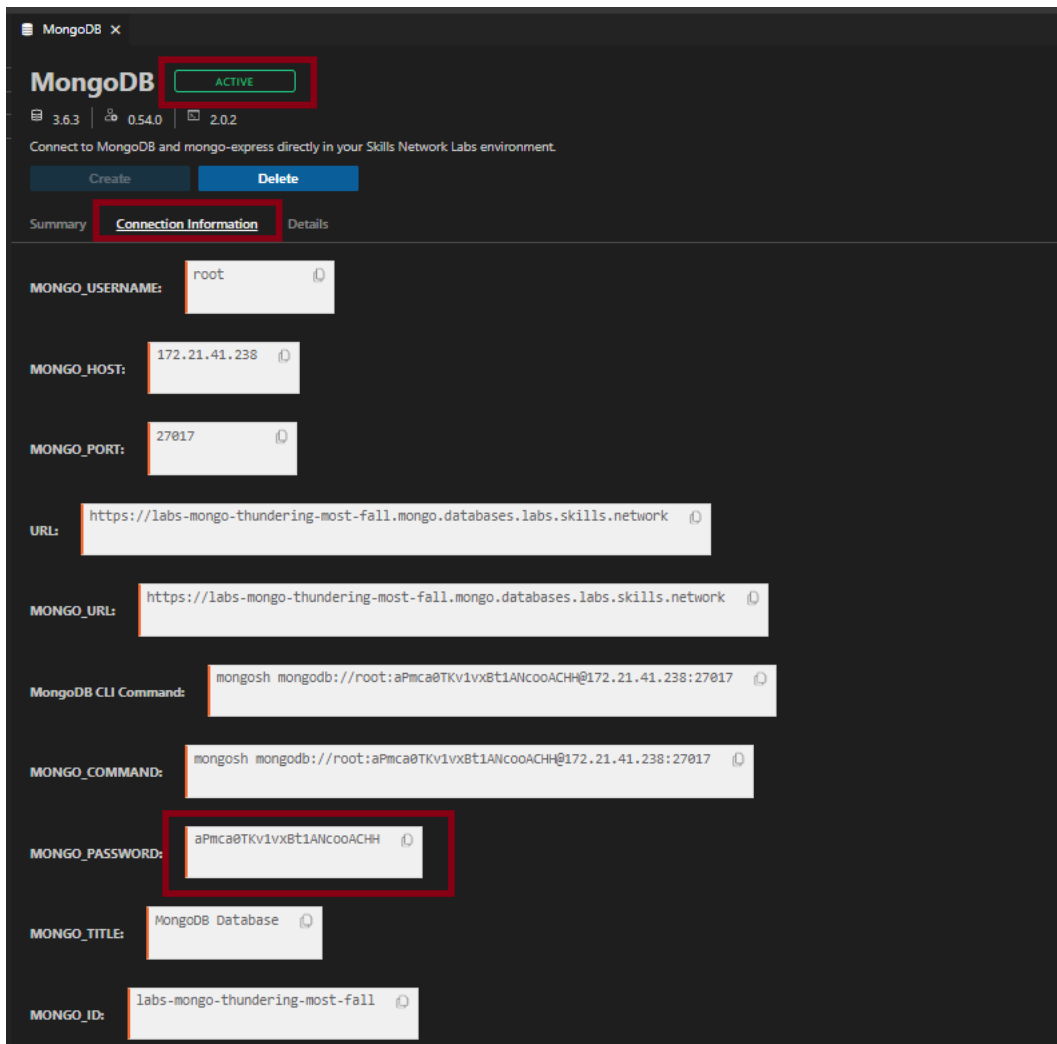 MongoDB
MongoDB ACTIVE
3.6.3 0.54.0 2.0.2
Connect to MongoDB and mongo-express directly in your Skills Network Labs environment.
Create Delete
Summary Connection Information Details
MONGO_USERNAME: root
MONGO_HOST: 172.21.41.238
MONGO_PORT: 27017
URL: https://labs-mongo-thundering-most-fall.mongo.databases.labs.skills.network
MONGO_URL: https://labs-mongo-thundering-most-fall.mongo.databases.labs.skills.network
MongoDB CLI Command: mongosh mongodb://root:aPmca0TKv1vxBt1ANcooACHH@172.21.41.238:27017
MONGO_COMMAND: mongosh mongodb://root:aPmca0TKv1vxBt1ANcooACHH@172.21.41.238:27017
MONGO_PASSWORD: aPmca0TKv1vxBt1ANcooACHH
MONGO_TITLE: MongoDB Database
MONGO_ID: labs-mongo-thundering-most-fall